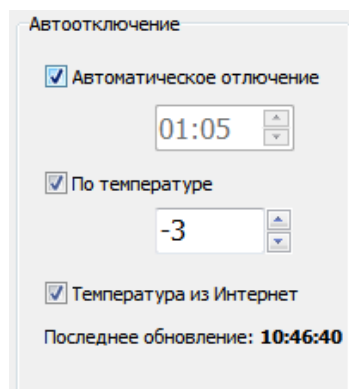 Автоотключение
Автоматическое отлючение
01:05
По температуре
-3
Температура из Интернет
Последнее обновление: 10:46:40